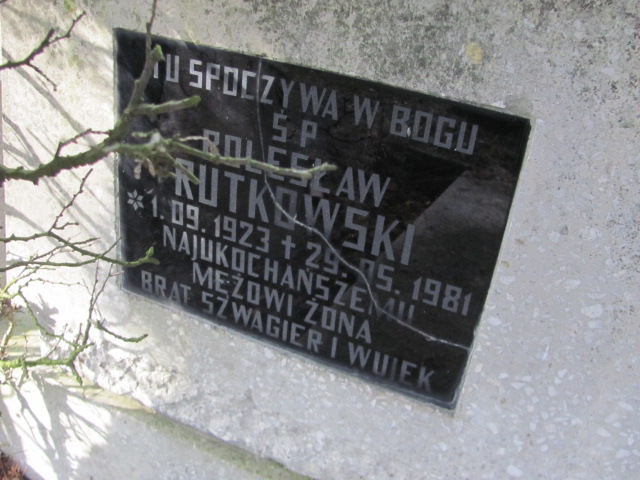 TU SPOCZYWA W BOGU
Ś P
BOLESŁAW
RUTKOWSKI
* 1.09.1923 † 29.05.1981
NAJUKOCHAŃSZEMU
MĘŻOWI ŻONA
BRAT SZWAGIER I WUJEK